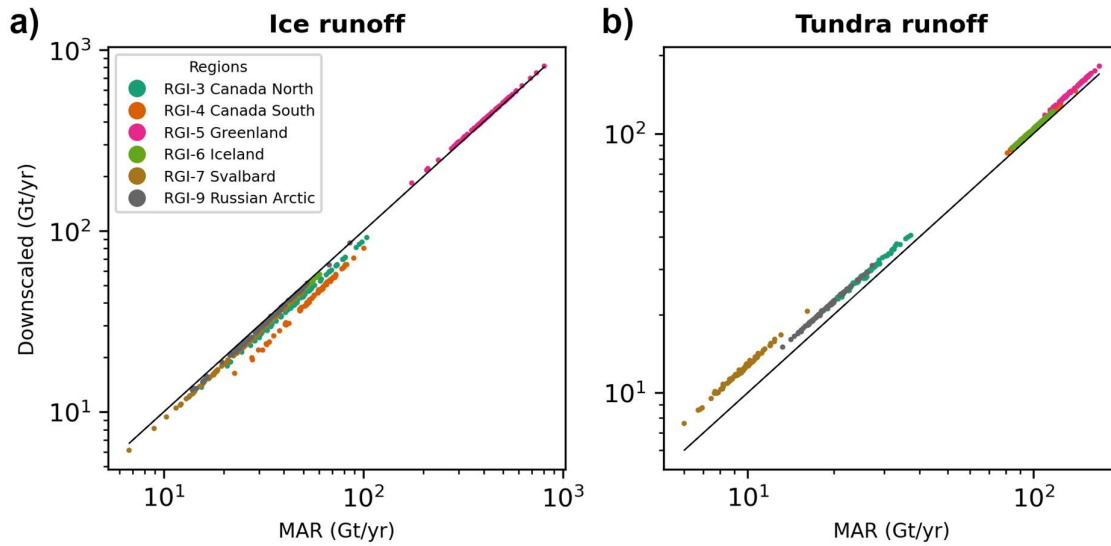 a)
Ice runoff
10³
Regions
RGI-3 Canada North
RGI-4 Canada South
RGI-5 Greenland
RGI-6 Iceland
RGI-7 Svalbard
RGI-9 Russian Arctic
10²
10¹
Downscaled (Gt/yr)
10¹
10²
10³
MAR (Gt/yr)
b)
Tundra runoff
10²
10¹
10¹
10²
MAR (Gt/yr)